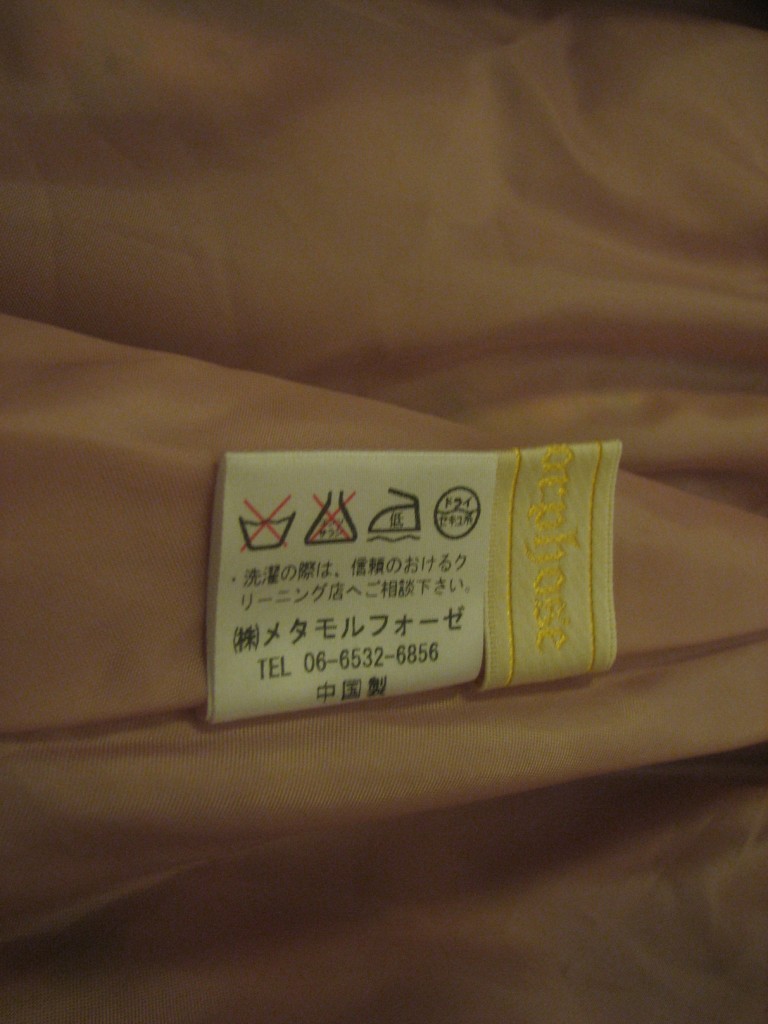 低 ドライ セキユ系
・洗濯の際は、信頼のおけるク
リーニング店へご相談下さい。
㈱メタモルフォーゼ
TEL 06-6532-6856
中国製
orphose